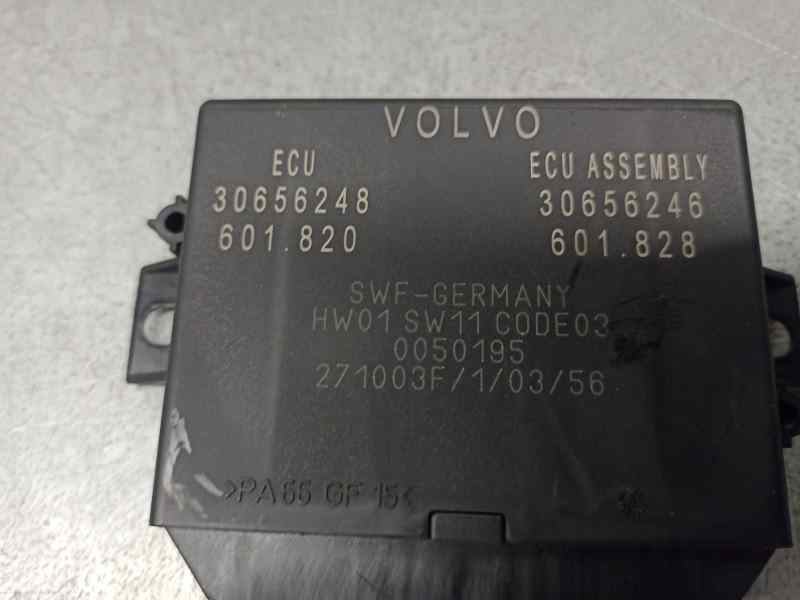 VOLVO
ECU ECU ASSEMBLY
30656248 30656246
601.820 601.828
SWF-GERMANY
HW01 SW11 CODE03
0050195
271003F/1/03/56
>PA66 GF 15<